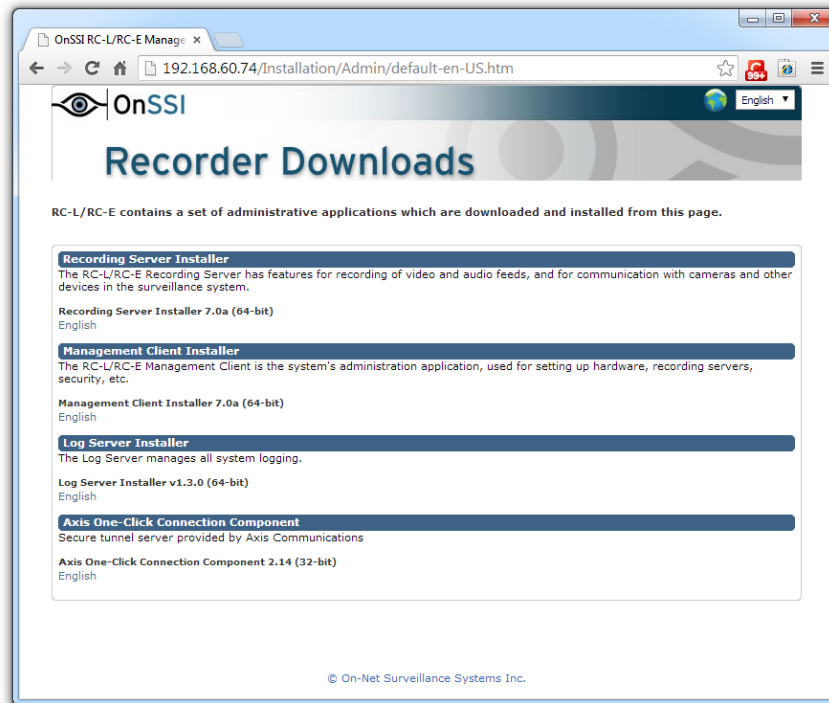 OnSSI RC-L/RC-E Manage
192.168.60.74/Installation/Admin/default-en-US.htm
99+
OnSSI
English
Recorder Downloads
RC-L/RC-E contains a set of administrative applications which are downloaded and installed from this page.
Recording Server Installer
The RC-L/RC-E Recording Server has features for recording of video and audio feeds, and for communication with cameras and other
devices in the surveillance system.
Recording Server Installer 7.0a (64-bit)
English
Management Client Installer
The RC-L/RC-E Management Client is the system's administration application, used for setting up hardware, recording servers,
security, etc.
Management Client Installer 7.0a (64-bit)
English
Log Server Installer
The Log Server manages all system logging.
Log Server Installer v1.3.0 (64-bit)
English
Axis One-Click Connection Component
Secure tunnel server provided by Axis Communications
Axis One-Click Connection Component 2.14 (32-bit)
English
© On-Net Surveillance Systems Inc.